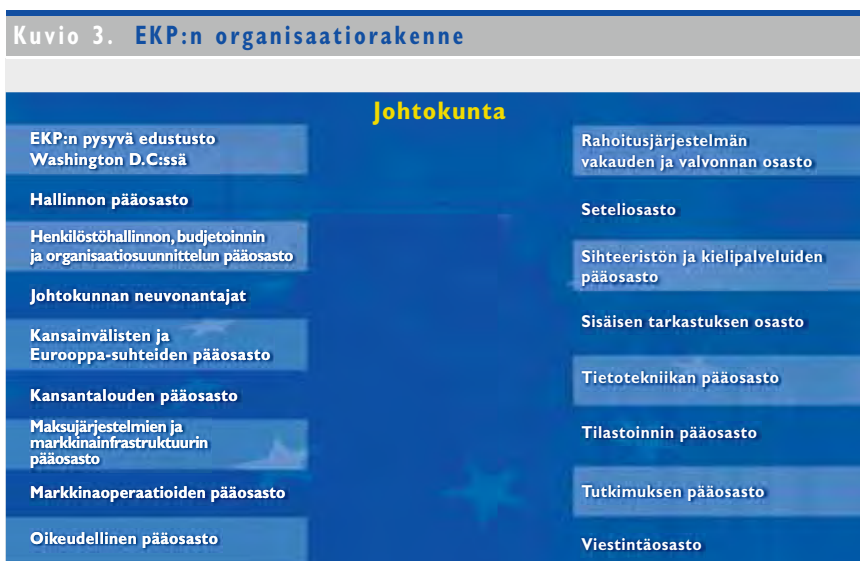 Kuvio 3. EKP:n organisaatiorakenne
Johtokunta
EKP:n pysyvä edustusto
Washington D.C:ssä
Hallinnon pääosasto
Henkilöstöhallinnon, budjetoinnin
ja organisaatiosuunnittelun pääosasto
Johtokunnan neuvonantajat
Kansainvälisten ja
Eurooppa-suhteiden pääosasto
Kansantalouden pääosasto
Maksujärjestelmien ja
markkinainfrastruktuurin
pääosasto
Markkinaoperaatioiden pääosasto
Oikeudellinen pääosasto
Rahoitusjärjestelmän
vakauden ja valvonnan osasto
Seteliosasto
Sihteeristön ja kielipalveluiden
pääosasto
Sisäisen tarkastuksen osasto
Tietotekniikan pääosasto
Tilastoinnin pääosasto
Tutkimuksen pääosasto
Viestintäosasto